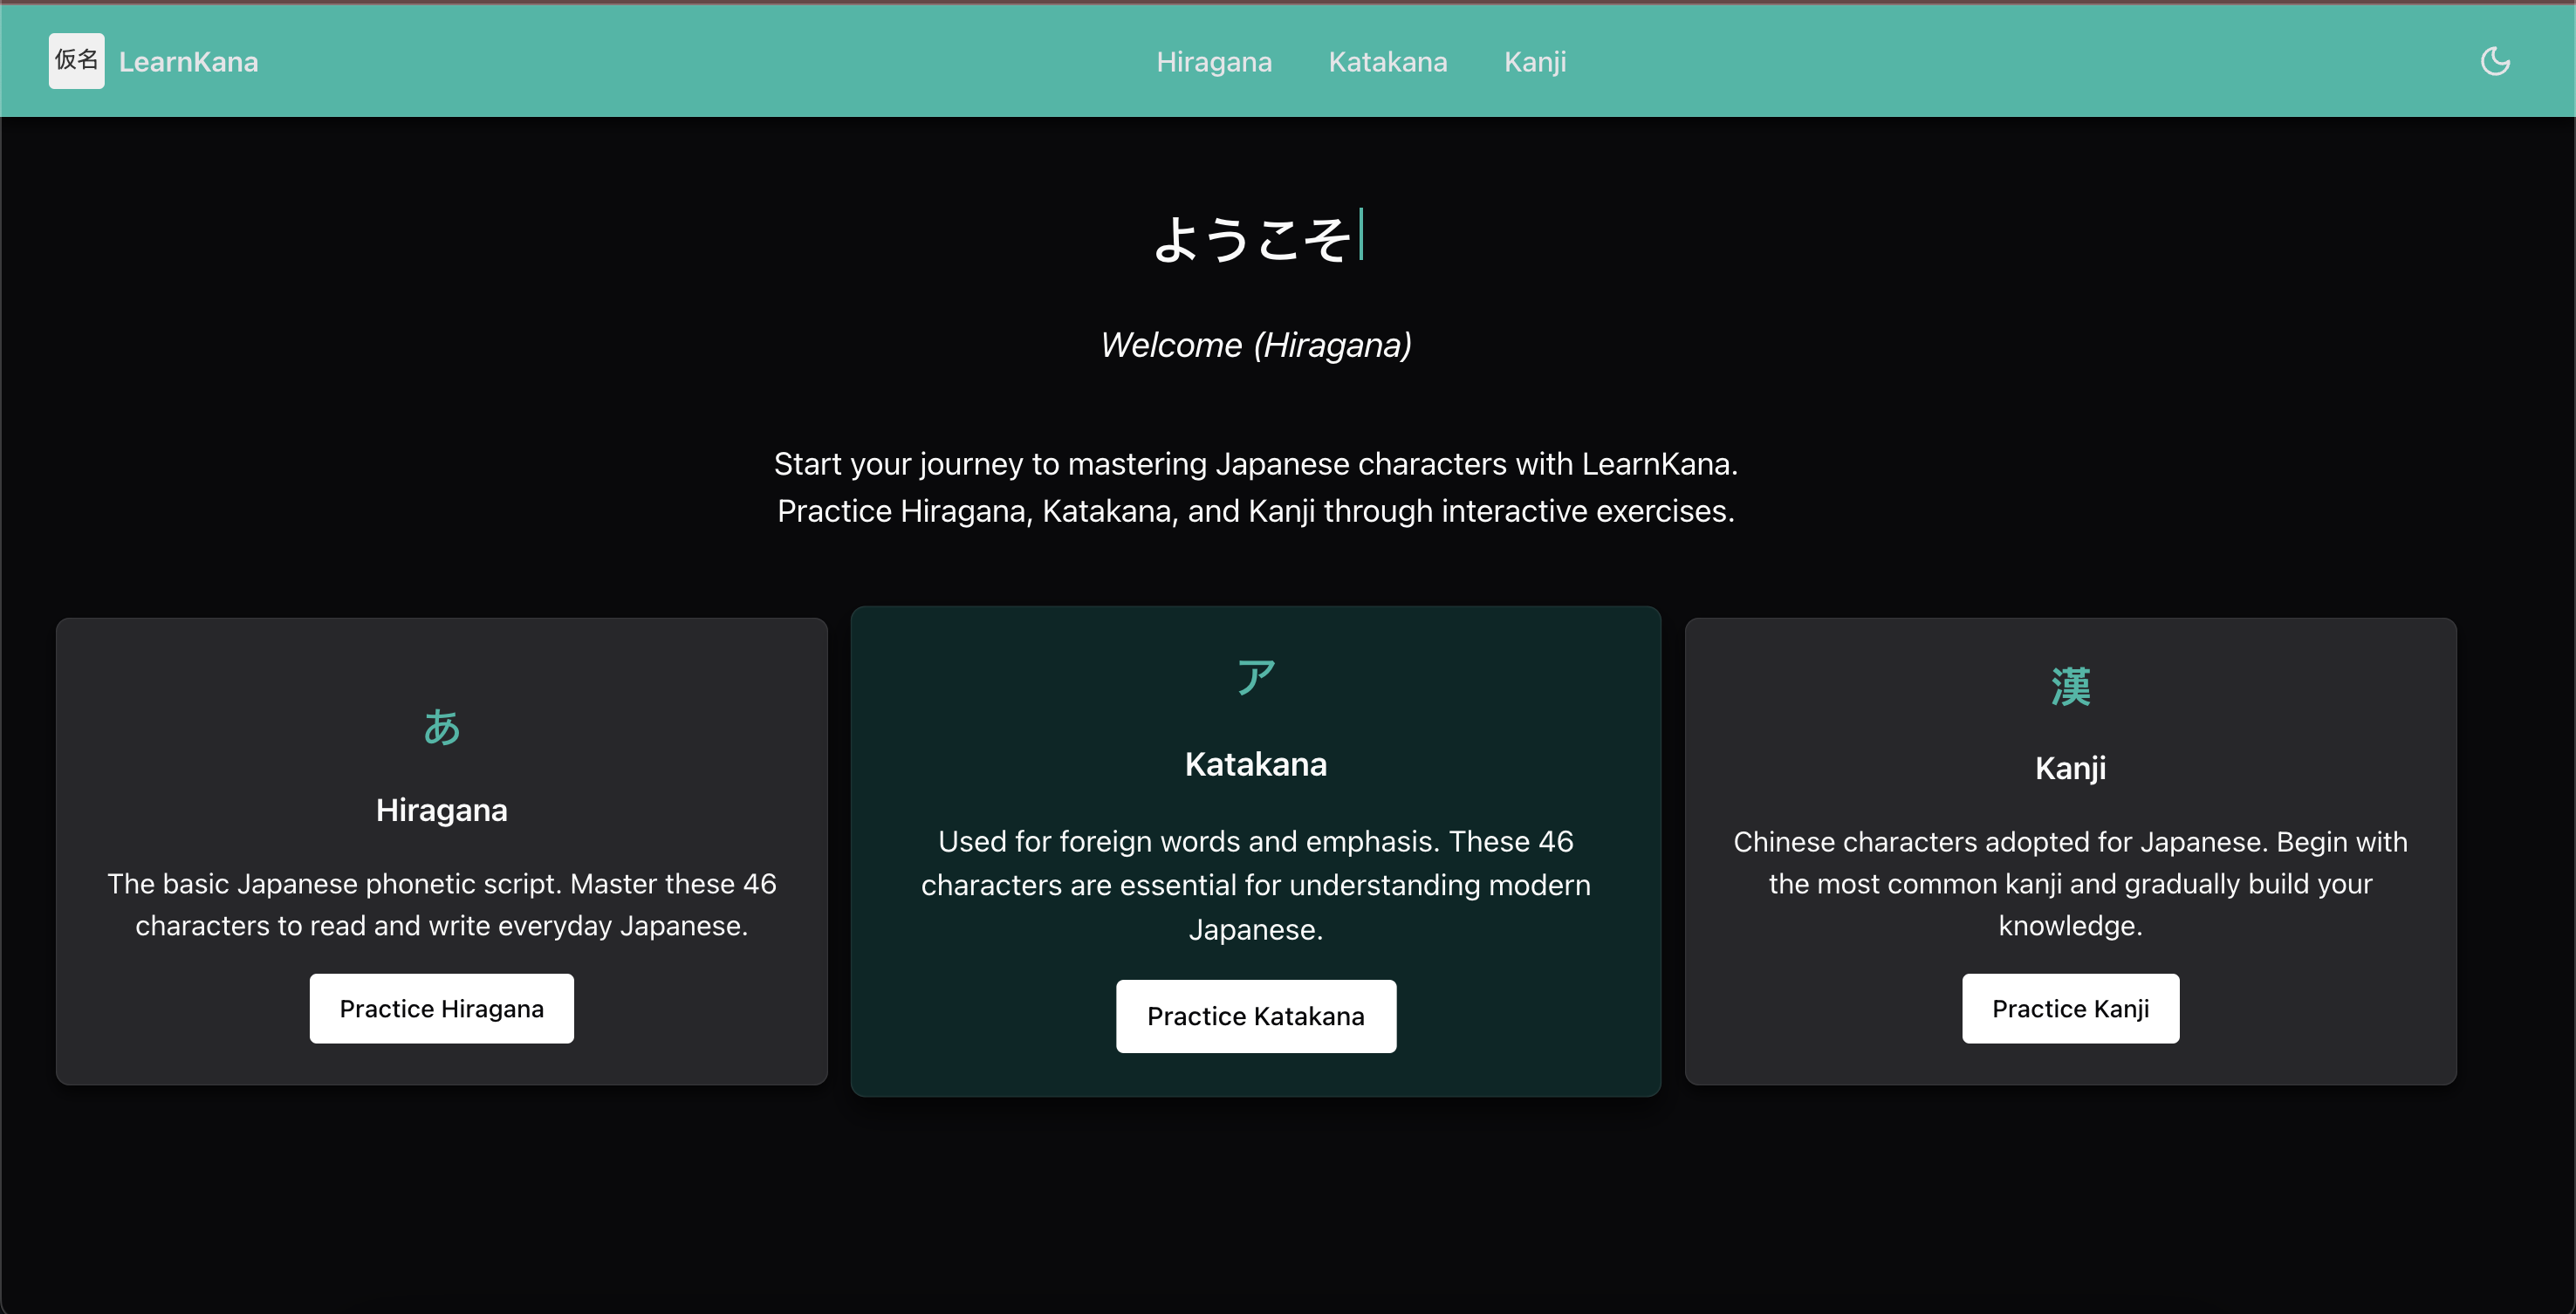 仮名 LearnKana
Hiragana Katakana Kanji
ようこそ
Welcome (Hiragana)
Start your journey to mastering Japanese characters with LearnKana.
Practice Hiragana, Katakana, and Kanji through interactive exercises.
あ
Hiragana
The basic Japanese phonetic script. Master these 46
characters to read and write everyday Japanese.
Practice Hiragana
ア
Katakana
Used for foreign words and emphasis. These 46
characters are essential for understanding modern
Japanese.
Practice Katakana
漢
Kanji
Chinese characters adopted for Japanese. Begin with
the most common kanji and gradually build your
knowledge.
Practice Kanji